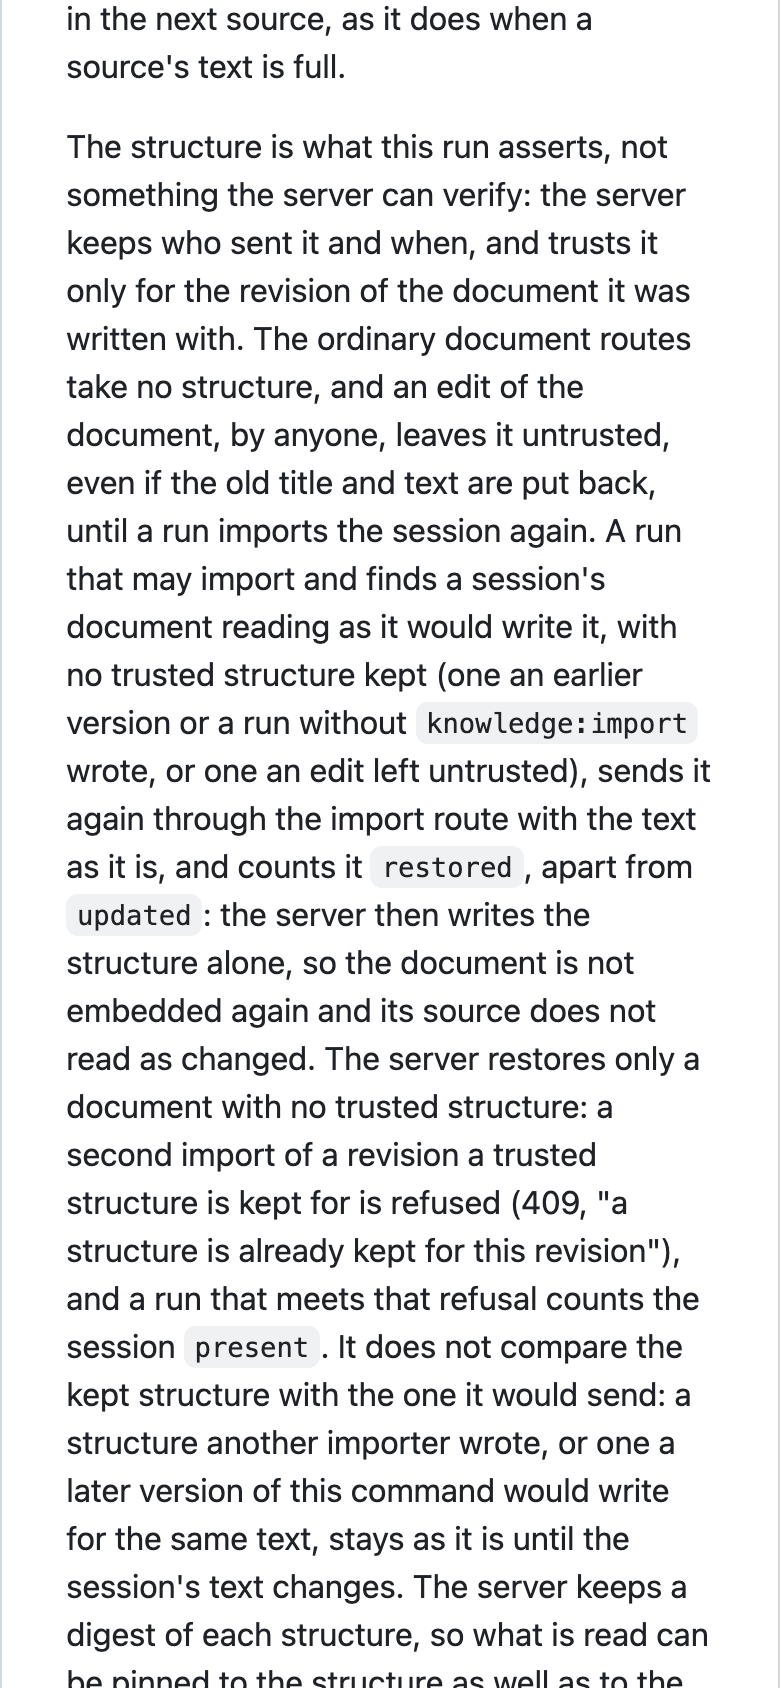 in the next source, as it does when a
source's text is full.
The structure is what this run asserts, not
something the server can verify: the server
keeps who sent it and when, and trusts it
only for the revision of the document it was
written with. The ordinary document routes
take no structure, and an edit of the
document, by anyone, leaves it untrusted,
even if the old title and text are put back,
until a run imports the session again. A run
that may import and finds a session's
document reading as it would write it, with
no trusted structure kept (one an earlier
version or a run without knowledge:import
wrote, or one an edit left untrusted), sends it
again through the import route with the text
as it is, and counts it restored, apart from
updated: the server then writes the
structure alone, so the document is not
embedded again and its source does not
read as changed. The server restores only a
document with no trusted structure: a
second import of a revision a trusted
structure is kept for is refused (409, "a
structure is already kept for this revision"),
and a run that meets that refusal counts the
session present. It does not compare the
kept structure with the one it would send: a
structure another importer wrote, or one a
later version of this command would write
for the same text, stays as it is until the
session's text changes. The server keeps a
digest of each structure, so what is read can
be pinned to the structure as well as to the